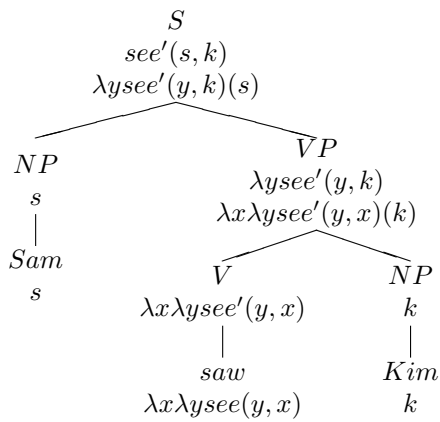 S
see′(s, k)
λysee′(y, k)(s)
NP
s
Sam
s
VP
λysee′(y, k)
λxλysee′(y, x)(k)
V
λxλysee′(y, x)
saw
λxλysee(y, x)
NP
k
Kim
k